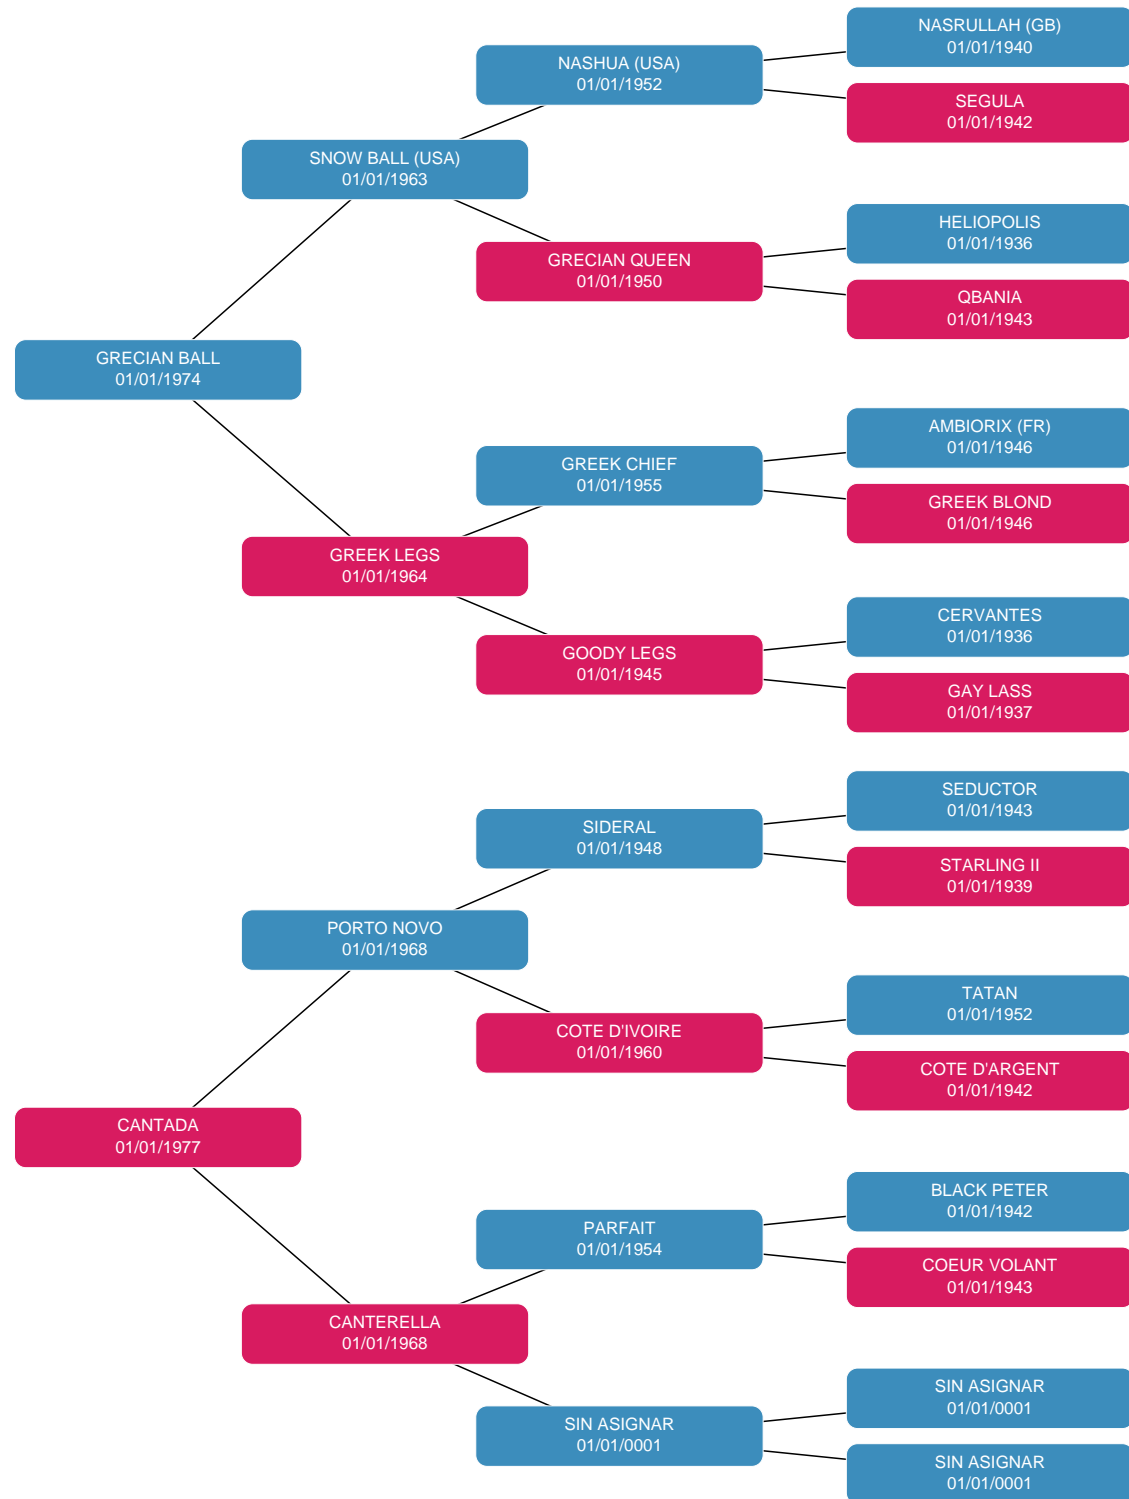 NASRULLAH (GB)
01/01/1940
NASHUA (USA)
01/01/1952
SEGULA
01/01/1942
SNOW BALL (USA)
01/01/1963
HELIOPOLIS
01/01/1936
GRECIAN QUEEN
01/01/1950
QBANIA
01/01/1943
GRECIAN BALL
01/01/1974
AMBIORIX (FR)
01/01/1946
GREEK CHIEF
01/01/1955
GREEK BLOND
01/01/1946
GREEK LEGS
01/01/1964
CERVANTES
01/01/1936
GOODY LEGS
01/01/1945
GAY LASS
01/01/1937
SEDUCTOR
01/01/1943
SIDERAL
01/01/1948
STARLING II
01/01/1939
PORTO NOVO
01/01/1968
TATAN
01/01/1952
COTE D'IVOIRE
01/01/1960
COTE D'ARGENT
01/01/1942
CANTADA
01/01/1977
BLACK PETER
01/01/1942
PARFAIT
01/01/1954
COEUR VOLANT
01/01/1943
CANTERELLA
01/01/1968
SIN ASIGNAR
01/01/0001
SIN ASIGNAR
01/01/0001
SIN ASIGNAR
01/01/0001